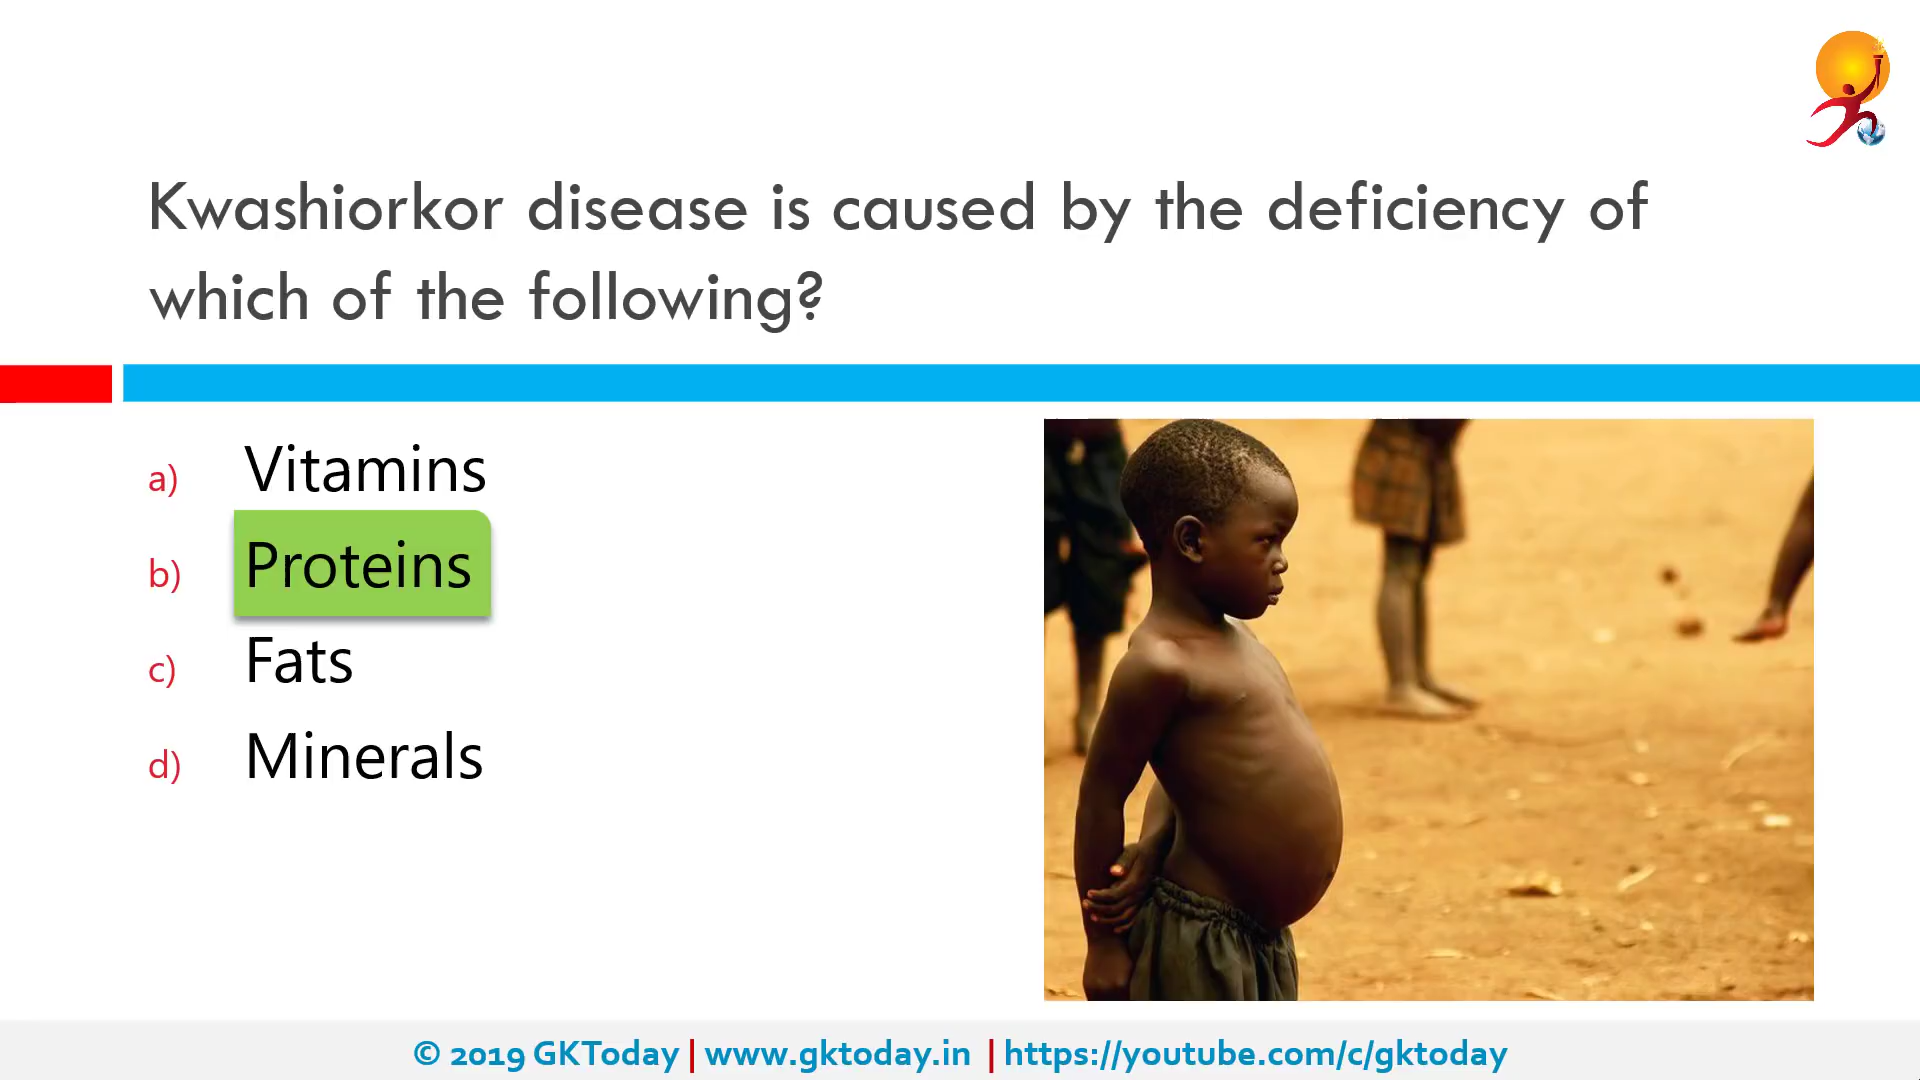 Kwashiorkor disease is caused by the deficiency of
which of the following?
a) Vitamins
b) Proteins
c) Fats
d) Minerals
© 2019 GKToday | www.gktoday.in | https://youtube.com/c/gktoday